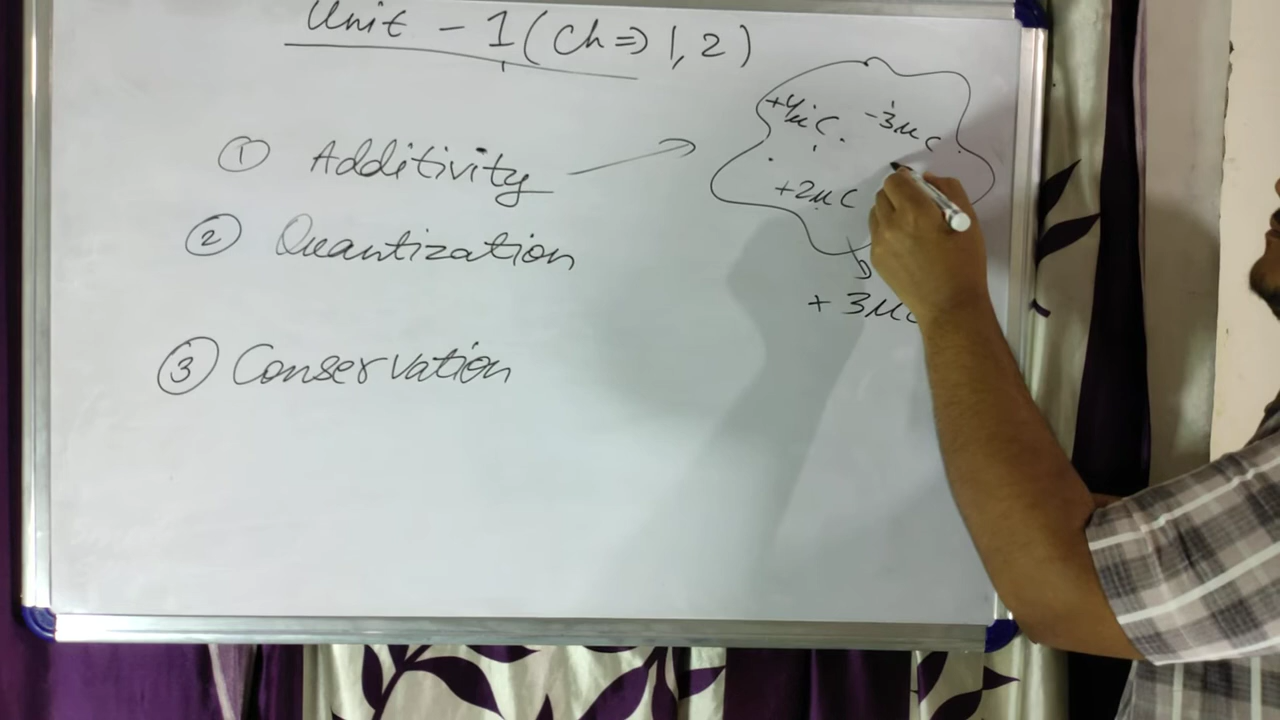 Unit - 1 (Ch ⇒ 1, 2)
① Additivity →
+4μC -3μC
+2μC
+3μC
② Quantization
③ Conservation